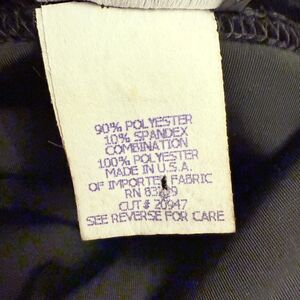 90% POLYESTER
10% SPANDEX
COMBINATION
100% POLYESTER
MADE IN U.S.A.
OF IMPORTED FABRIC
RN
CUT # 20947
SEE REVERSE FOR CARE